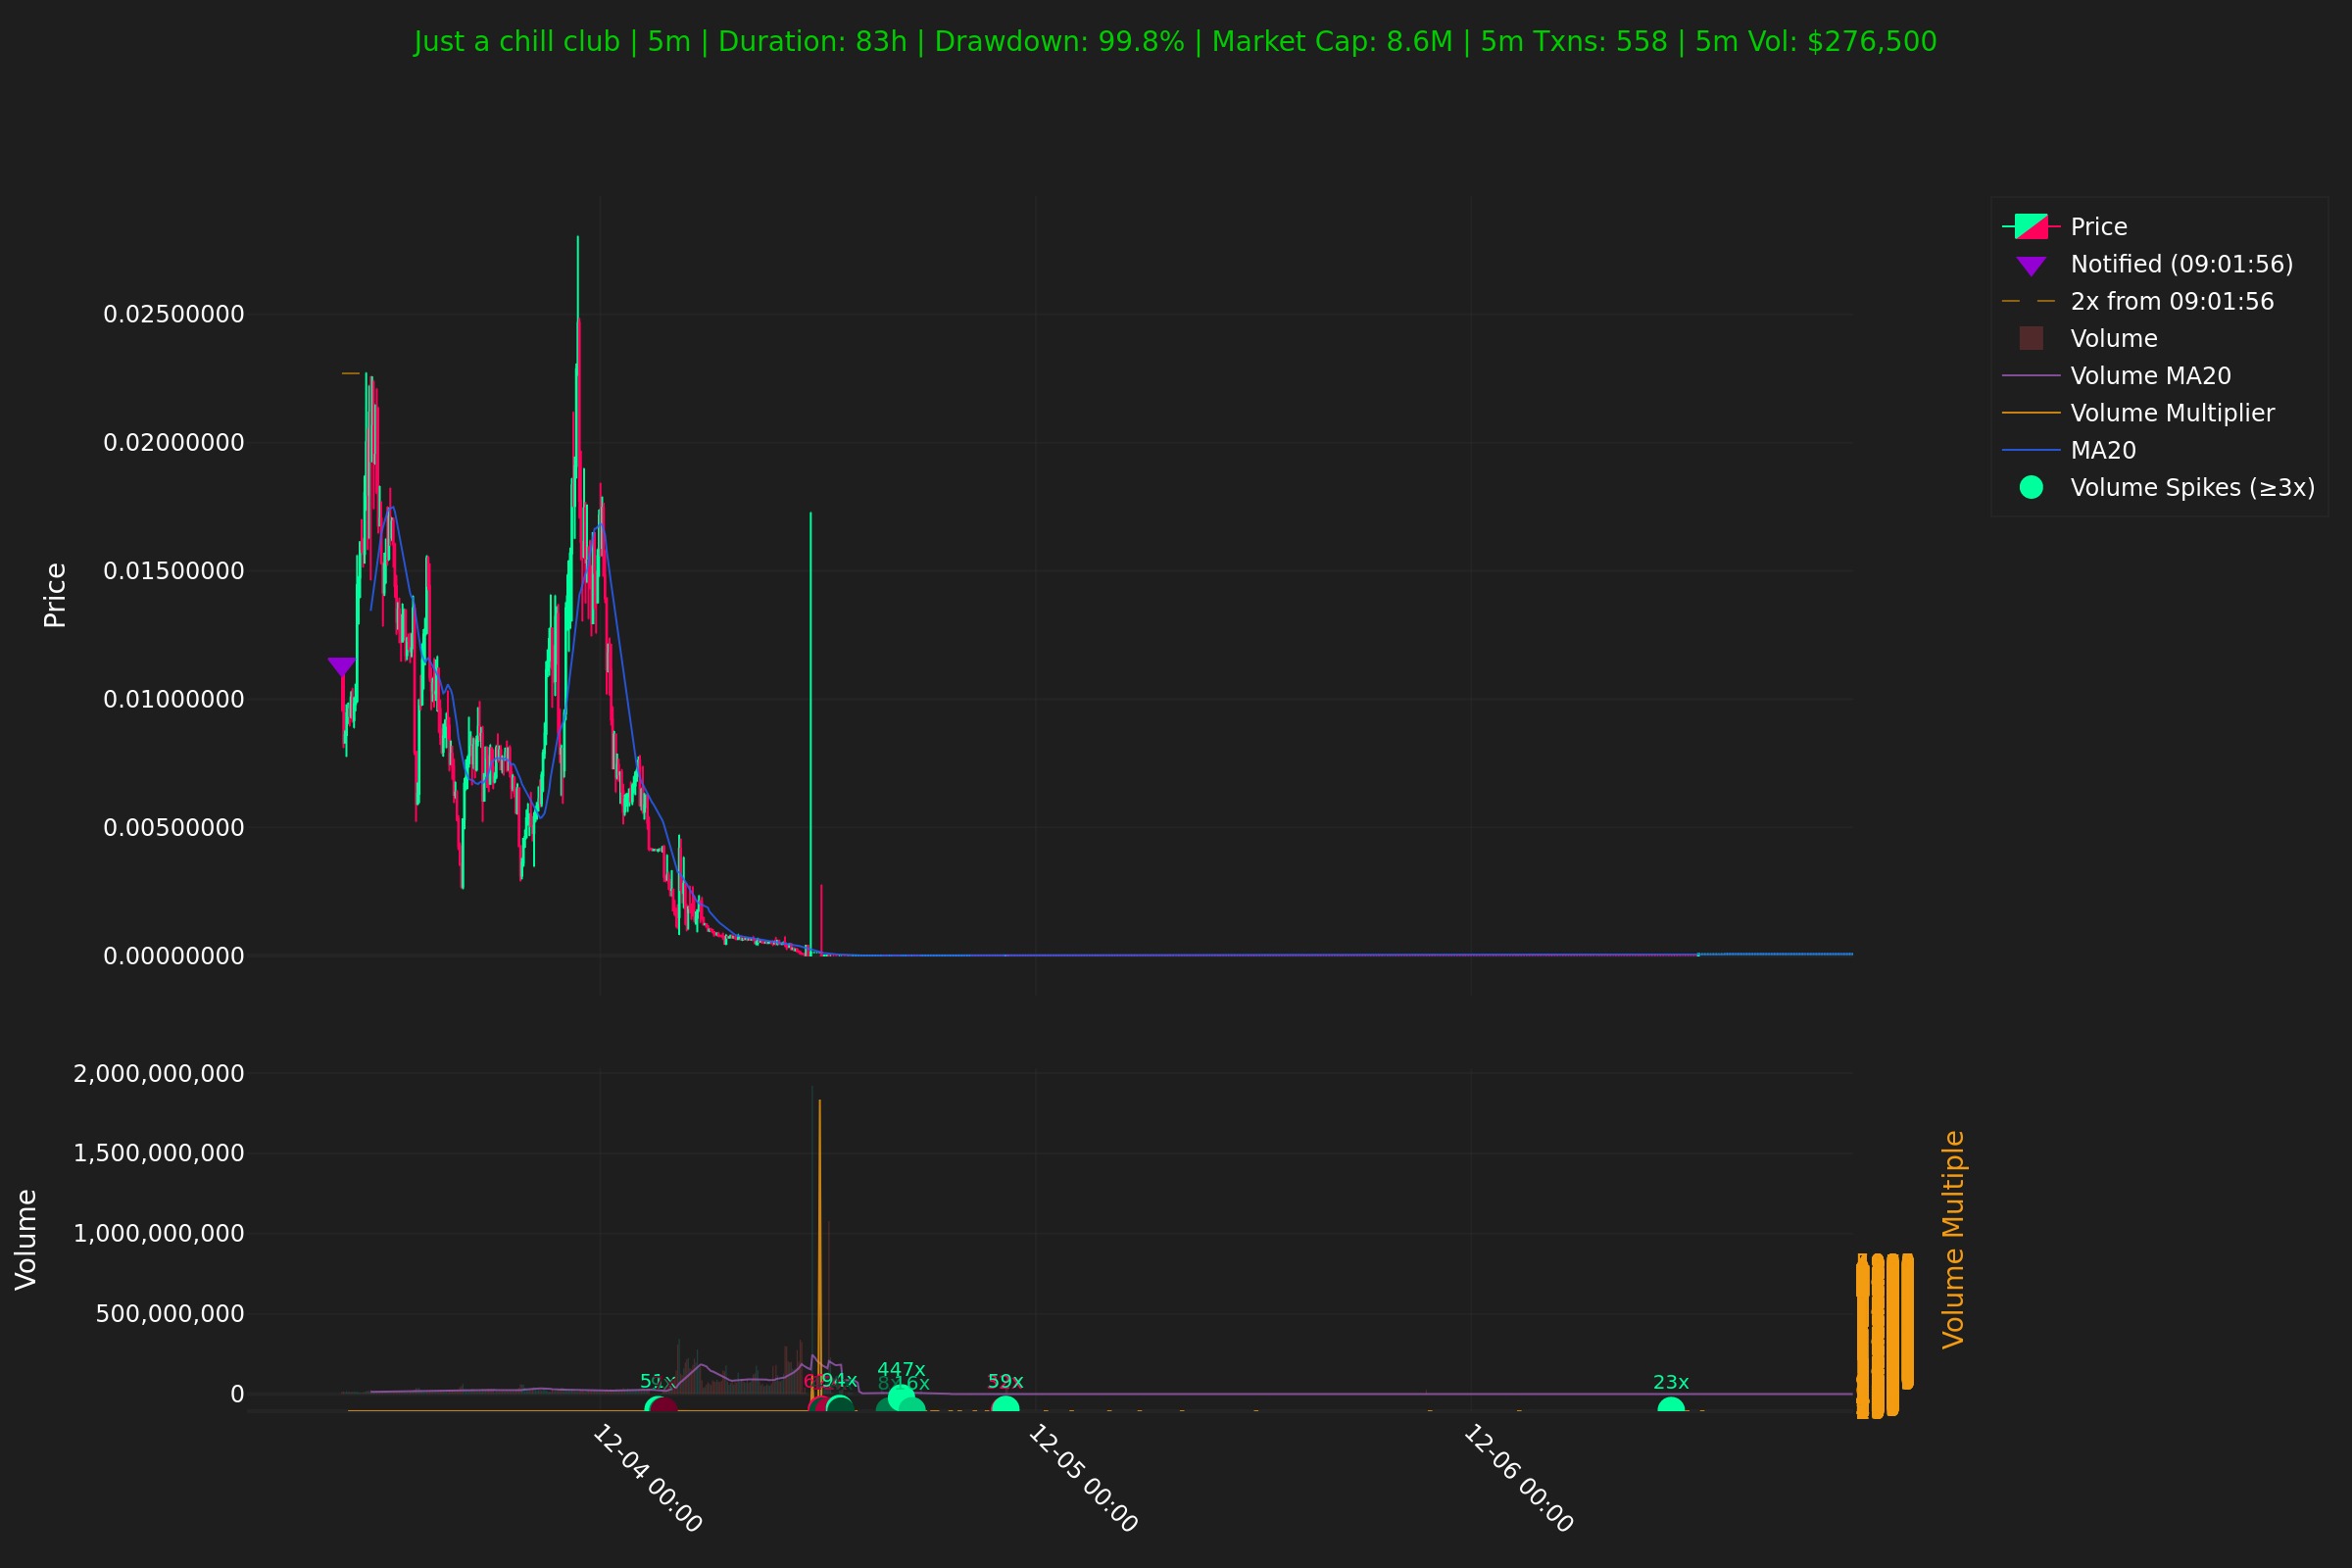 Just a chill club | 5m | Duration: 83h | Drawdown: 99.8% | Market Cap: 8.6M | 5m Txns: 558 | 5m Vol: $276,500
Price
Notified (09:01:56)
2x from 09:01:56
Volume
Volume MA20
Volume Multiplier
MA20
Volume Spikes (≥3x)
Price
0.02500000
0.02000000
0.01500000
0.01000000
0.00500000
0.00000000
Volume
2,000,000,000
1,500,000,000
1,000,000,000
500,000,000
0
94x
447x
59x
23x
Volume Multiple
12-04 00:00
12-05 00:00
12-06 00:00